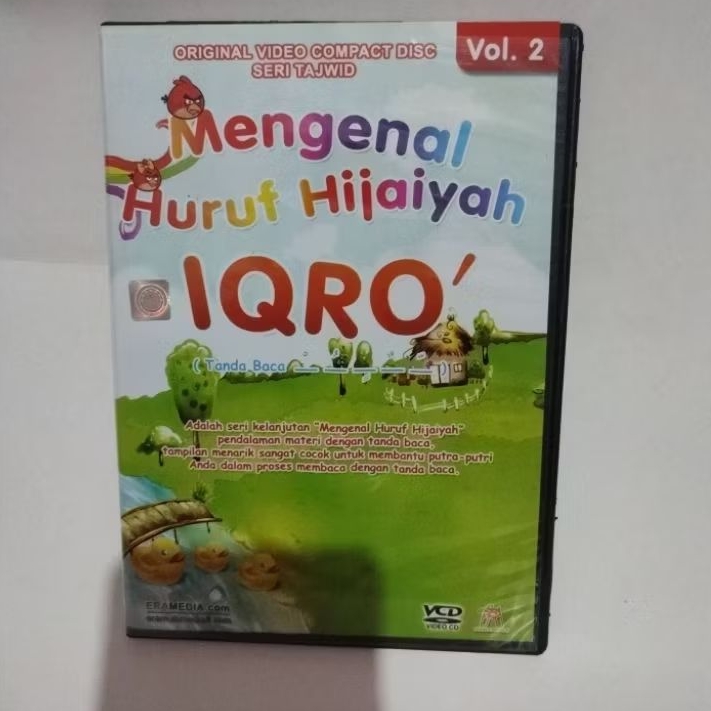 ORIGINAL VIDEO COMPACT DISC
SERI TAJWID
Vol. 2
Mengenal
Huruf Hijaiyah
IQRO'
( Tanda Baca )
Adalah seri kelanjutan "Mengenal Huruf Hijaiyah"
pendalaman materi dengan tanda baca.
tampilan menarik sangat cocok untuk membantu putra-putri
Anda dalam proses membaca dengan tanda baca.
ERAMEDIA.com
VCD
VIDEO CD